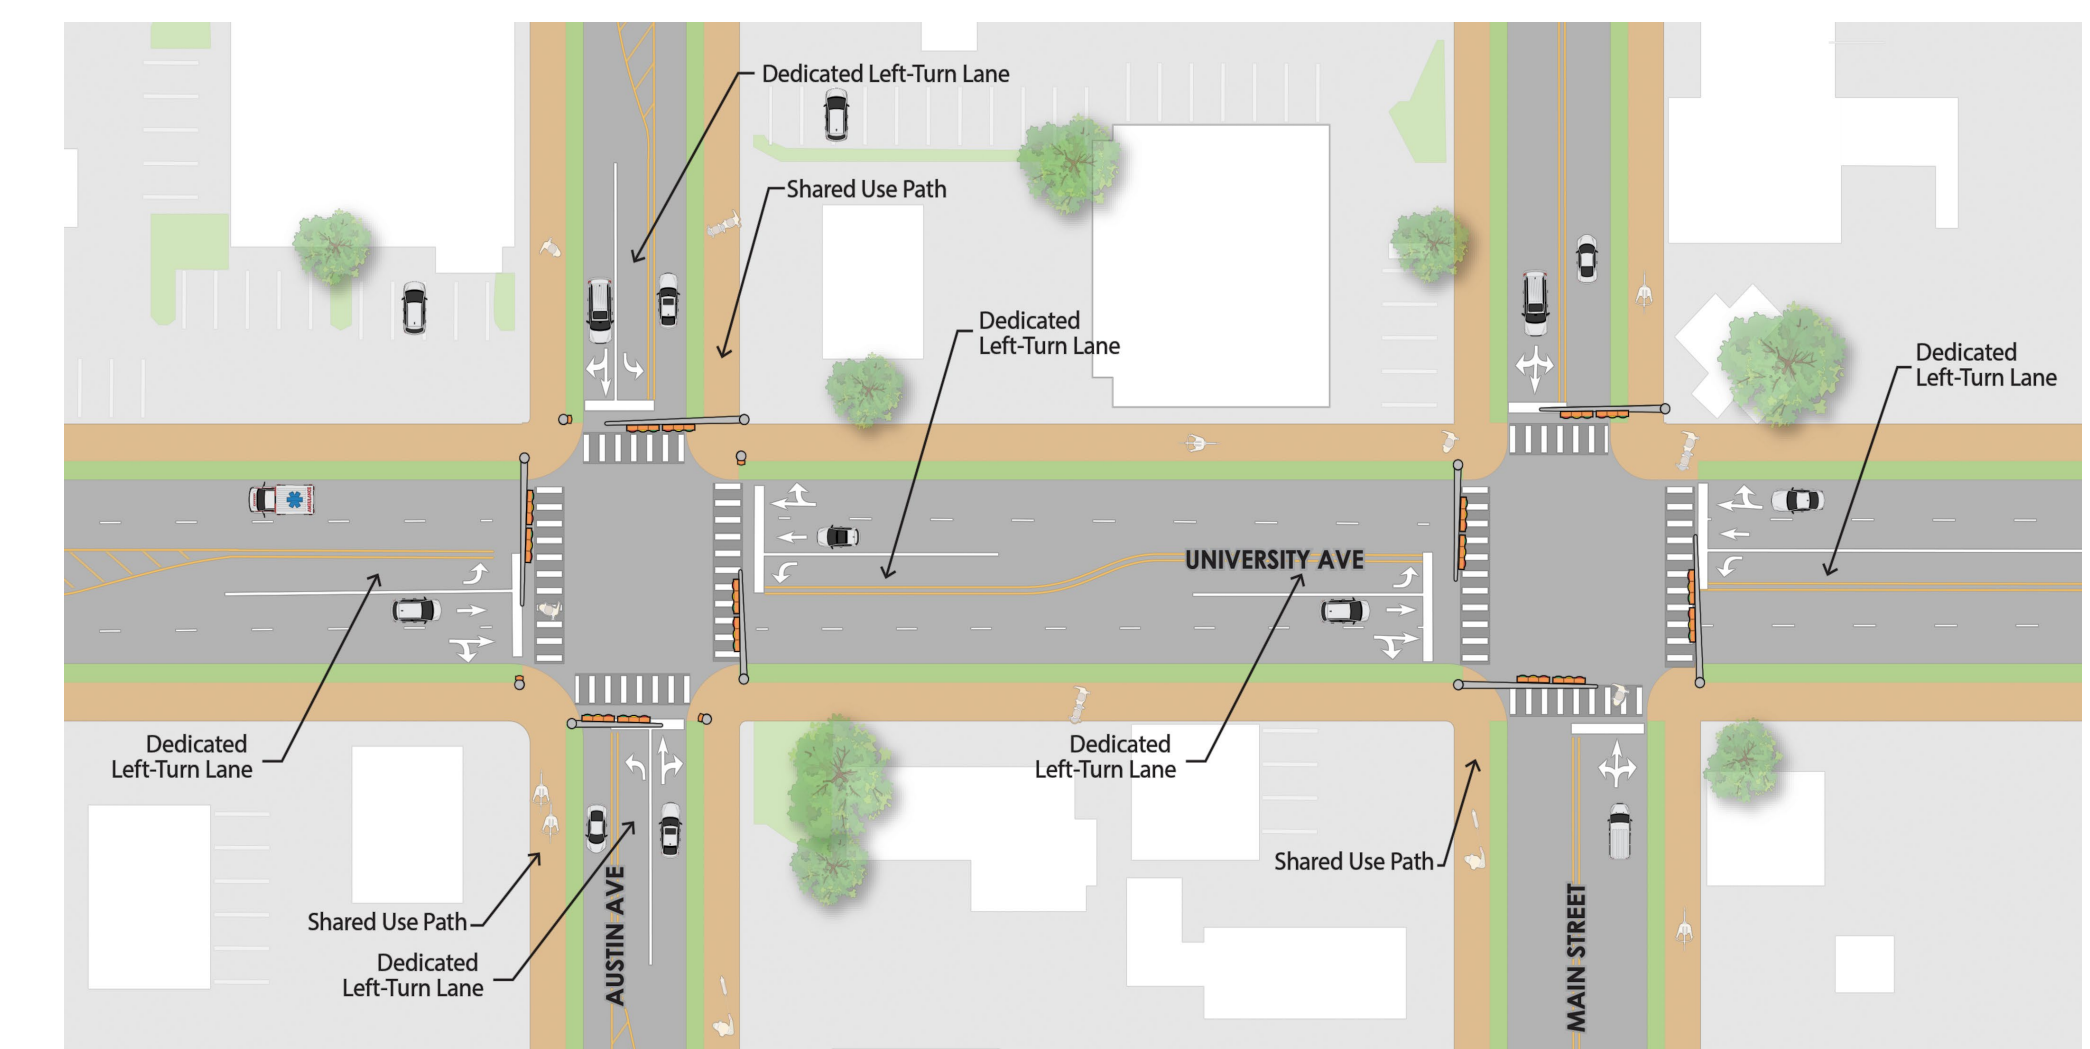 Dedicated Left-Turn Lane
Shared Use Path
Dedicated
Left-Turn Lane
Dedicated
Left-Turn Lane
UNIVERSITY AVE
Dedicated
Left-Turn Lane
Dedicated
Left-Turn Lane
Shared Use Path
Shared Use Path
Dedicated
Left-Turn Lane
AUSTIN AVE
MAIN STREET